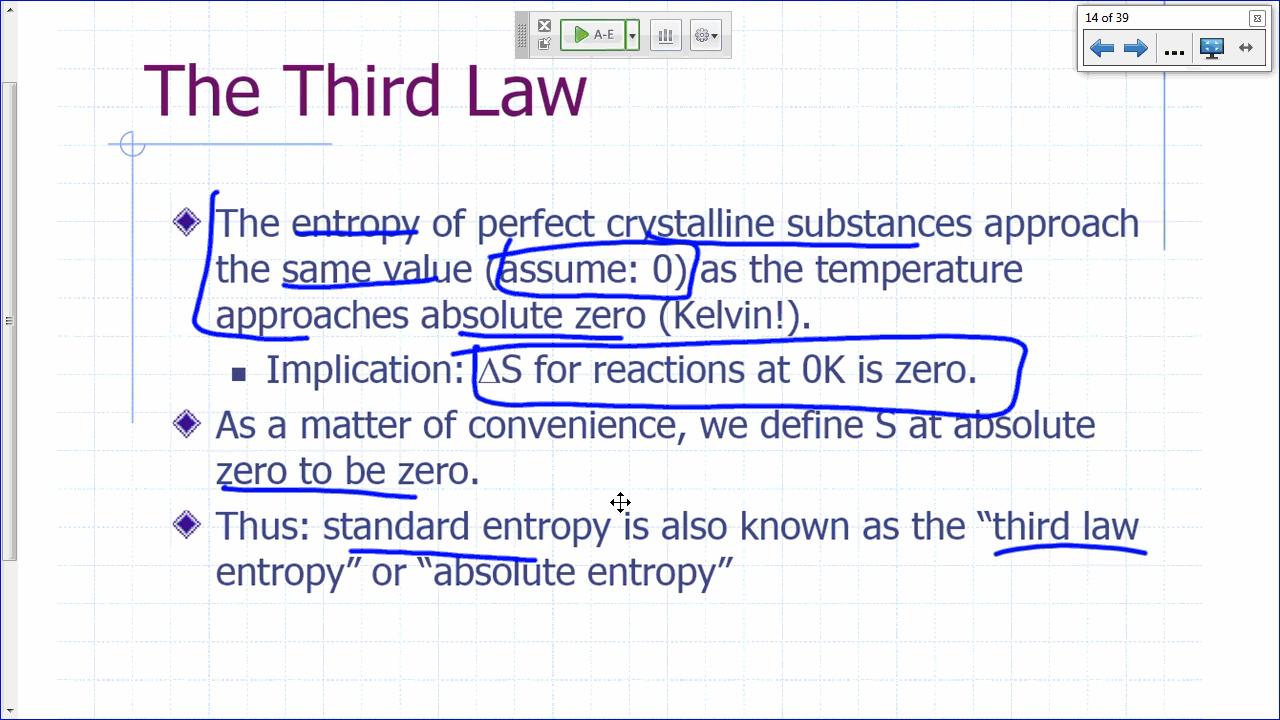 14 of 39
A-E
The Third Law
The entropy of perfect crystalline substances approach
the same value (assume: 0) as the temperature
approaches absolute zero (Kelvin!).
Implication: ΔS for reactions at 0K is zero.
As a matter of convenience, we define S at absolute
zero to be zero.
Thus: standard entropy is also known as the “third law
entropy” or “absolute entropy”